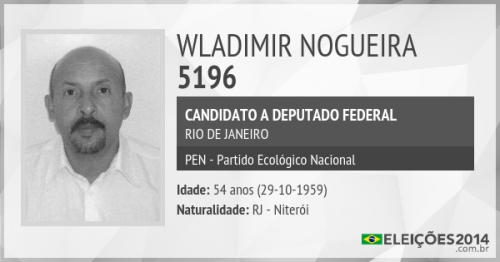 WLADIMIR NOGUEIRA
5196
CANDIDATO A DEPUTADO FEDERAL
RIO DE JANEIRO
PEN - Partido Ecológico Nacional
Idade: 54 anos (29-10-1959)
Naturalidade: RJ - Niterói
ELEIÇÕES2014
.com.br